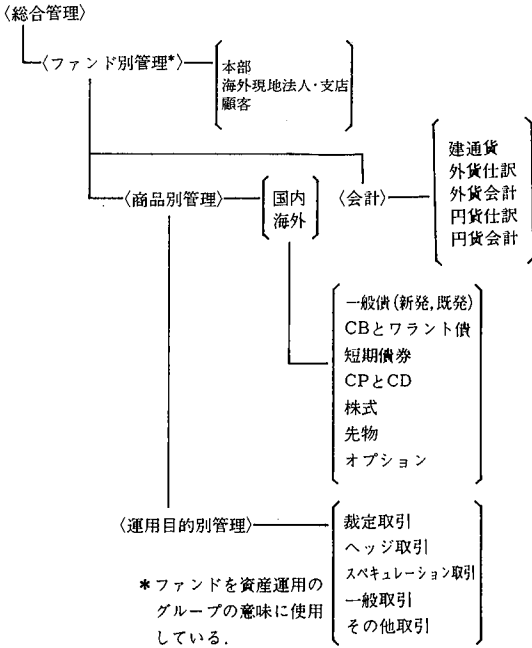 〈総合管理〉
〈ファンド別管理*〉
本部
海外現地法人・支店
顧客
〈商品別管理〉
国内
海外
〈会計〉
建通貨
外貨仕訳
外貨会計
円貨仕訳
円貨会計
一般債(新発,既発)
CBとワラント債
短期債券
CPとCD
株式
先物
オプション
〈運用目的別管理〉
裁定取引
ヘッジ取引
スペキュレーション取引
一般取引
その他取引
*ファンドを資産運用の
グループの意味に使用
している.